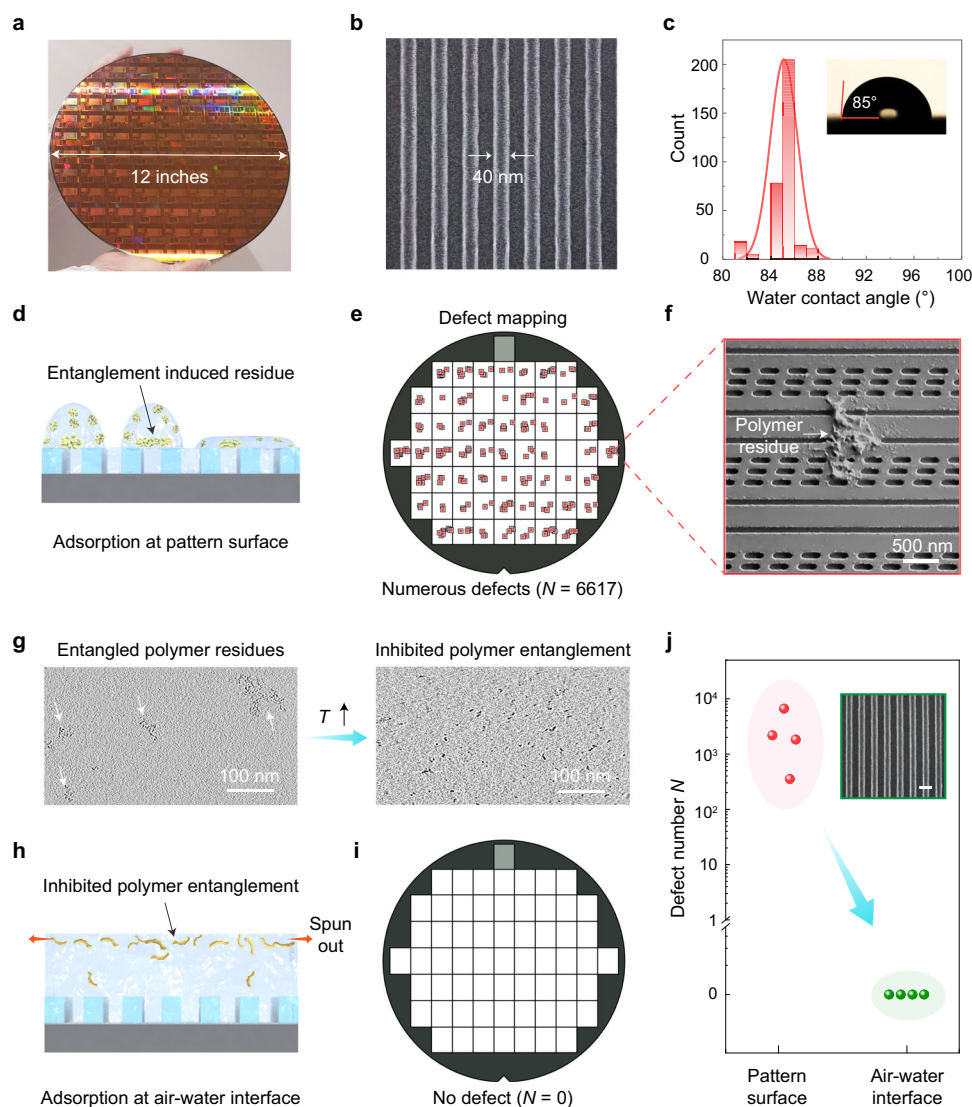 a
12 inches
b
40 nm
c
Count
200
150
100
50
0
85°
80
84
88
92
96
100
Water contact angle (°)
d
Entanglement induced residue
Adsorption at pattern surface
e
Defect mapping
Numerous defects (N = 6617)
f
Polymer
residue
500 nm
g
Entangled polymer residues
100 nm
T
Inhibited polymer entanglement
100 nm
h
Inhibited polymer entanglement
Spun
out
Adsorption at air-water interface
i
No defect (N = 0)
j
Defect number N
10⁴
10³
10²
10
1
0
Pattern
surface
Air-water
interface